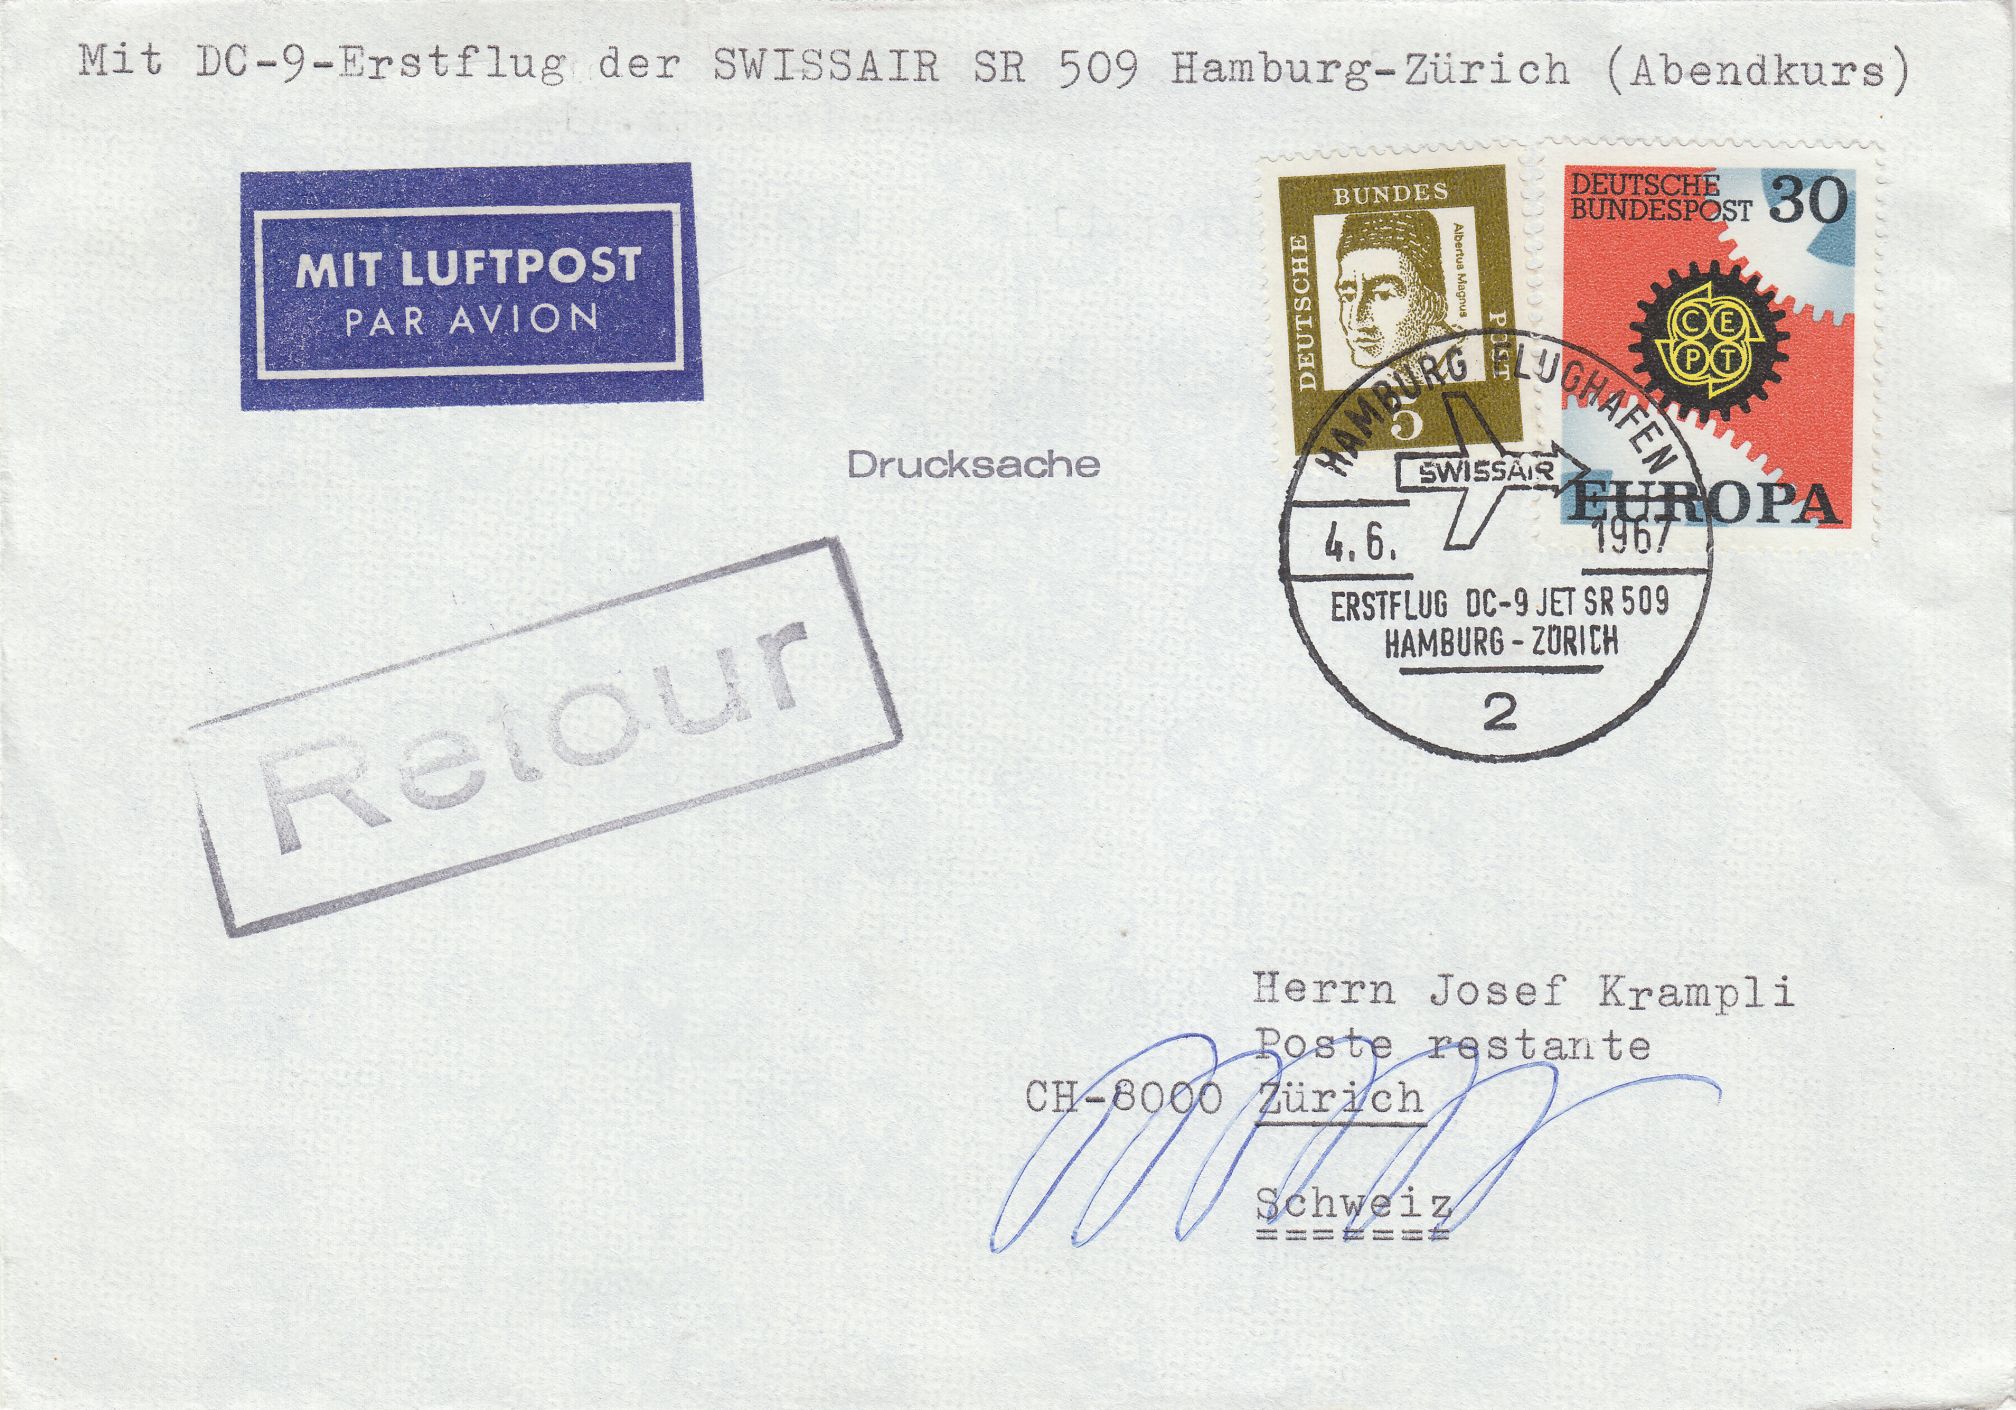 Mit DC-9-Erstflug der SWISSAIR SR 509 Hamburg-Zürich (Abendkurs)
MIT LUFTPOST
PAR AVION
DEUTSCHE
BUNDES
POST
Albertus Magnus
5
DEUTSCHE
BUNDESPOST
30
CEPT
EUROPA
Drucksache
HAMBURG FLUGHAFEN
SWISSAIR
4.6. 1967
ERSTFLUG DC-9 JET SR 509
HAMBURG - ZÜRICH
2
Retour
Herrn Josef Krampli
Poste restante
CH-8000 Zürich
Schweiz